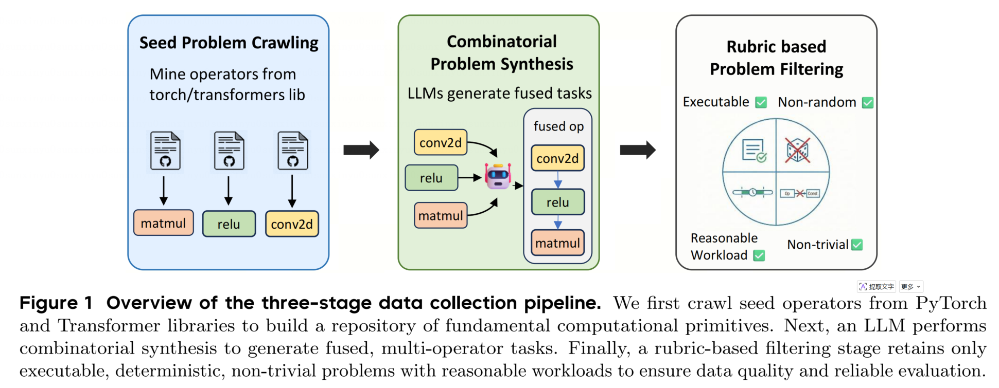 Seed Problem Crawling
Mine operators from
torch/transformers lib
matmul
relu
conv2d
Combinatorial
Problem Synthesis
LLMs generate fused tasks
conv2d
relu
matmul
fused op
conv2d
relu
matmul
Rubric based
Problem Filtering
Executable
Non-random
Op
Const.
Reasonable
Workload
Non-trivial
提取文字
更多
Figure 1 Overview of the three-stage data collection pipeline. We first crawl seed operators from PyTorch
and Transformer libraries to build a repository of fundamental computational primitives. Next, an LLM performs
combinatorial synthesis to generate fused, multi-operator tasks. Finally, a rubric-based filtering stage retains only
executable, deterministic, non-trivial problems with reasonable workloads to ensure data quality and reliable evaluation.